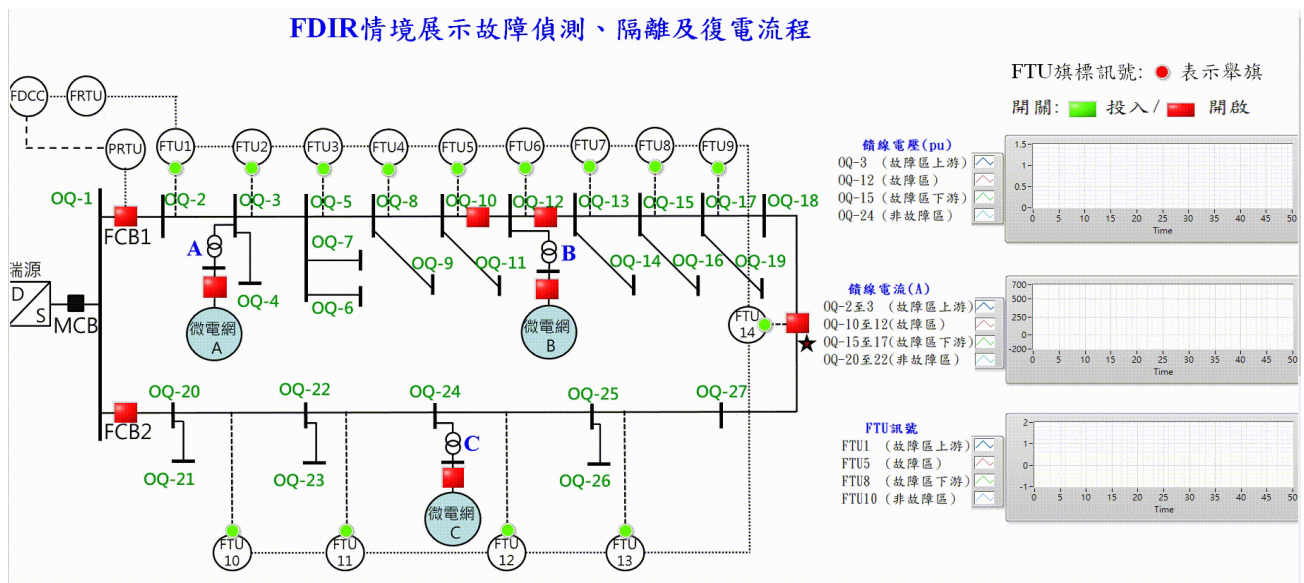 FDIR情境展示故障偵測、隔離及復電流程
FTU旗標訊號: 表示舉旗
開關: 投入/ 開啟
FDCC
FRTU
PRTU
FTU1
FTU2
FTU3
FTU4
FTU5
FTU6
FTU7
FTU8
FTU9
OQ-1
OQ-2
OQ-3
OQ-5
OQ-8
OQ-10
OQ-12
OQ-13
OQ-15
OQ-17
OQ-18
FCB1
A
OQ-7
OQ-9
OQ-11
B
OQ-14
OQ-16
OQ-19
OQ-4
OQ-6
端源
D
S
MCB
微電網
A
微電網
B
FTU
14
OQ-20
OQ-22
OQ-24
OQ-25
OQ-27
FCB2
C
OQ-21
OQ-23
OQ-26
微電網
C
FTU
10
FTU
11
FTU
12
FTU
13
饋線電壓(pu)
OQ-3 (故障區上游)
OQ-12 (故障區)
OQ-15 (故障區下游)
OQ-24 (非故障區)
1.5
1
0.5
0
0 5 10 15 20 25 30 35 40 45 50
Time
饋線電流(A)
OQ-2至3 (故障區上游)
OQ-10至12(故障區)
OQ-15至17(故障區下游)
OQ-20至22(非故障區)
700
500
250
0
-200
0 5 10 15 20 25 30 35 40 45 50
Time
FTU訊號
FTU1 (故障區上游)
FTU5 (故障區)
FTU8 (故障區下游)
FTU10 (非故障區)
2
1
0
-1
0 5 10 15 20 25 30 35 40 45 50
Time